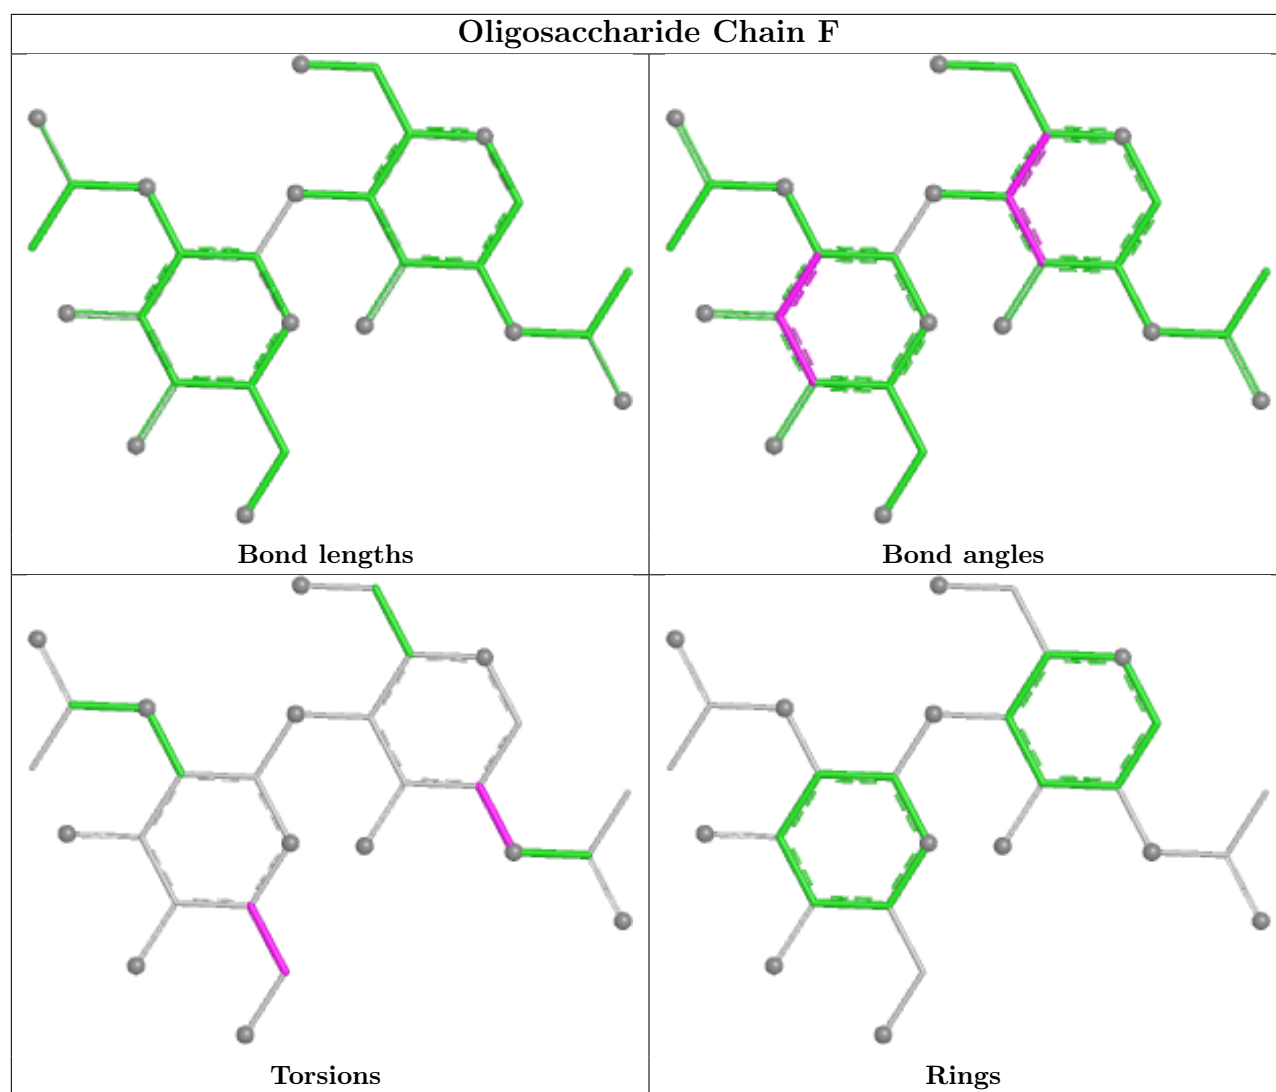 Oligosaccharide Chain F
Bond lengths
Bond angles
Torsions
Rings